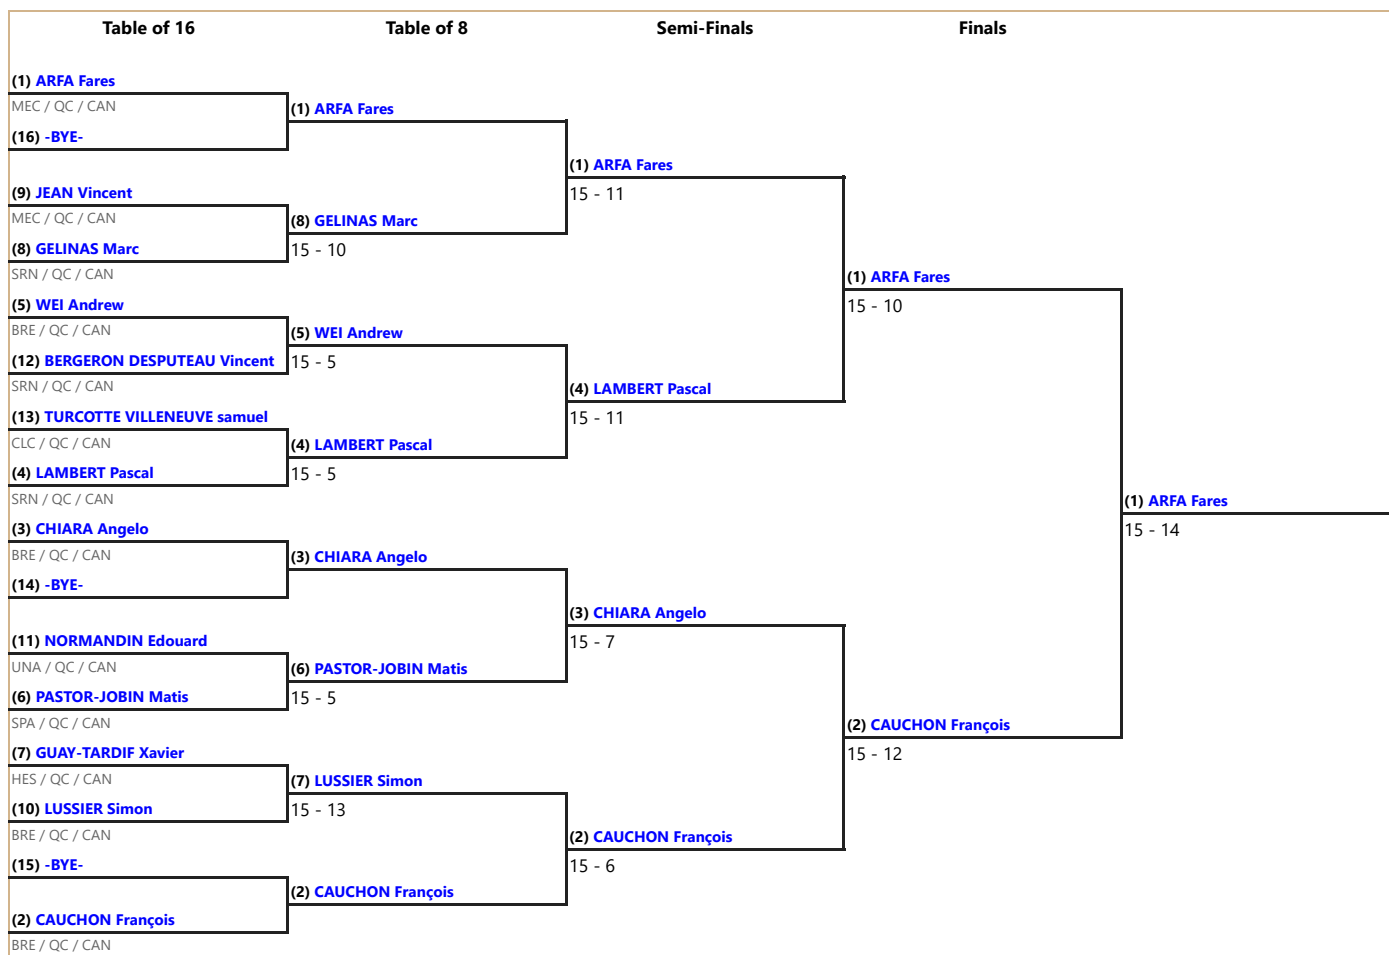 Table of 16
Table of 8
Semi-Finals
Finals
(1) ARFA Fares
MEC / QC / CAN
(16) -BYE-
(9) JEAN Vincent
MEC / QC / CAN
(8) GELINAS Marc
SRN / QC / CAN
(5) WEI Andrew
BRE / QC / CAN
(12) BERGERON DESPUTEAU Vincent
SRN / QC / CAN
(13) TURCOTTE VILLENEUVE samuel
CLC / QC / CAN
(4) LAMBERT Pascal
SRN / QC / CAN
(3) CHIARA Angelo
BRE / QC / CAN
(14) -BYE-
(11) NORMANDIN Edouard
UNA / QC / CAN
(6) PASTOR-JOBIN Matis
SPA / QC / CAN
(7) GUAY-TARDIF Xavier
HES / QC / CAN
(10) LUSSIER Simon
BRE / QC / CAN
(15) -BYE-
(2) CAUCHON François
BRE / QC / CAN
(1) ARFA Fares
(8) GELINAS Marc
15 - 10
(5) WEI Andrew
15 - 5
(4) LAMBERT Pascal
15 - 5
(3) CHIARA Angelo
(6) PASTOR-JOBIN Matis
15 - 5
(7) LUSSIER Simon
15 - 13
(2) CAUCHON François
(1) ARFA Fares
15 - 11
(4) LAMBERT Pascal
15 - 11
(3) CHIARA Angelo
15 - 7
(2) CAUCHON François
15 - 6
(1) ARFA Fares
15 - 10
(2) CAUCHON François
15 - 12
(1) ARFA Fares
15 - 14